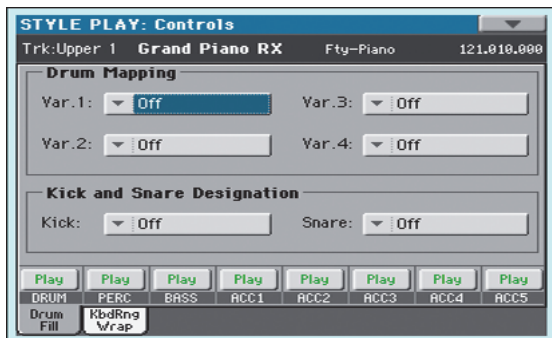 STYLE PLAY: Controls
Trk:Upper 1 Grand Piano RX Fty-Piano 121.010.000
Drum Mapping
Var.1: Off Var.3: Off
Var.2: Off Var.4: Off
Kick and Snare Designation
Kick: Off Snare: Off
Play Play Play Play Play Play Play Play
DRUM PERC BASS ACC1 ACC2 ACC3 ACC4 ACC5
Drum Fill KbdRng Wrap